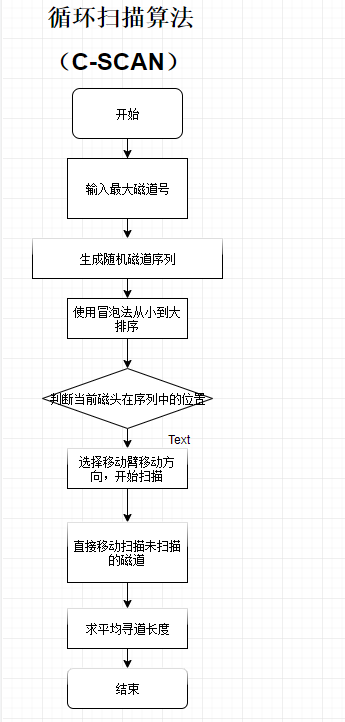 循环扫描算法
（C-SCAN）
开始
输入最大磁道号
生成随机磁道序列
使用冒泡法从小到大
排序
判断当前磁头在序列中的位置
Text
选择移动臂移动方
向，开始扫描
直接移动扫描未扫描
的磁道
求平均寻道长度
结束